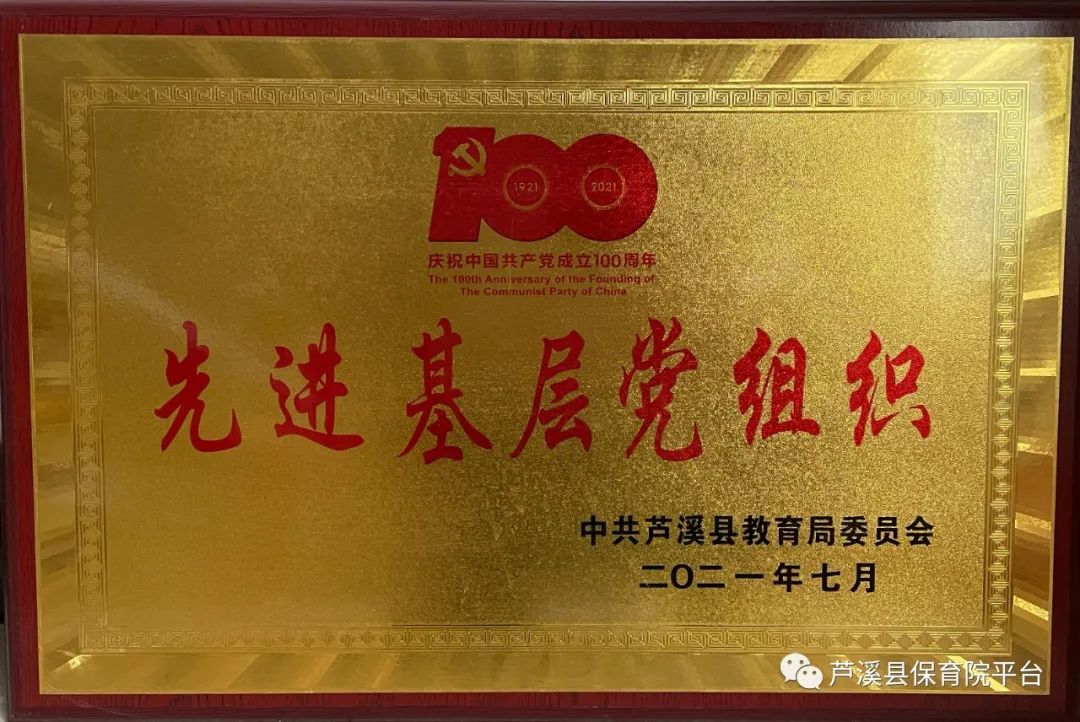 100
1921 2021
庆祝中国共产党成立100周年
The 100th Anniversary of the Founding of
The Communist Party of China
先进基层党组织
中共芦溪县教育局委员会
二〇二一年七月
芦溪县保育院平台